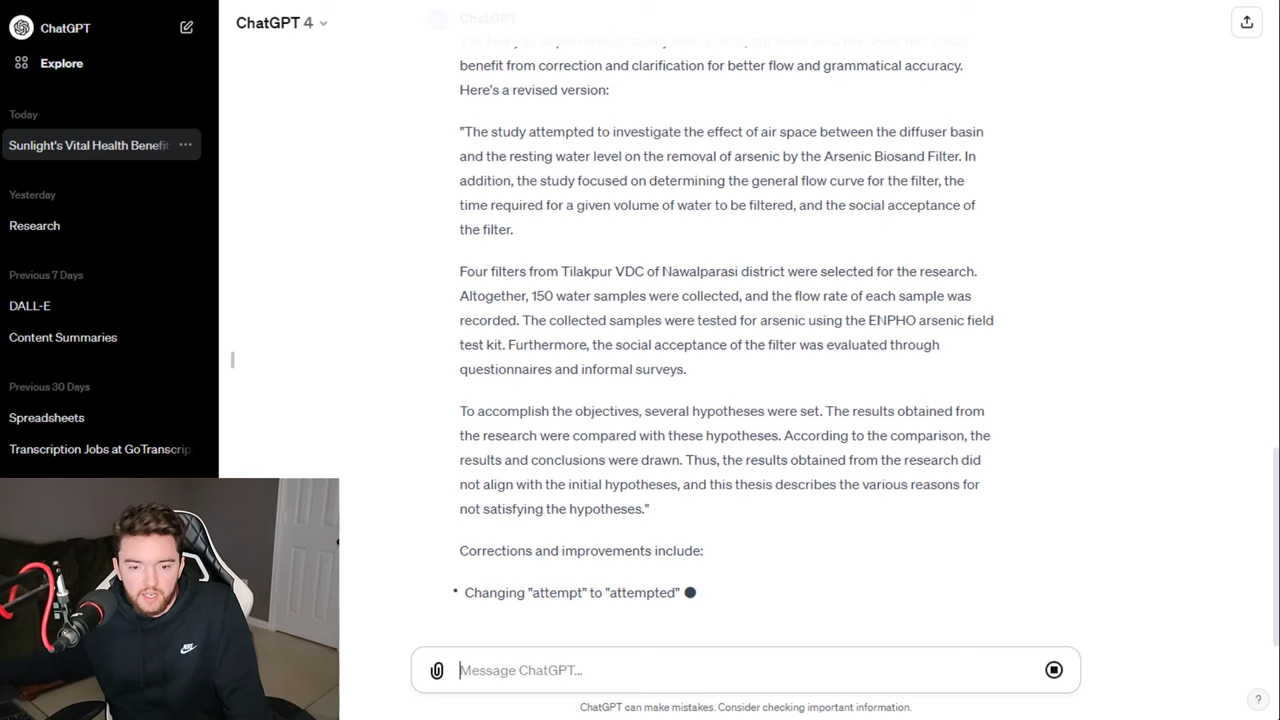 ChatGPT
Explore
Today
Sunlight's Vital Health Benefit
Yesterday
Research
Previous 7 Days
DALL-E
Content Summaries
Previous 30 Days
Spreadsheets
Transcription Jobs at GoTranscrip
ChatGPT 4
ChatGPT
benefit from correction and clarification for better flow and grammatical accuracy.
Here's a revised version:
"The study attempted to investigate the effect of air space between the diffuser basin
and the resting water level on the removal of arsenic by the Arsenic Biosand Filter. In
addition, the study focused on determining the general flow curve for the filter, the
time required for a given volume of water to be filtered, and the social acceptance of
the filter.
Four filters from Tilakpur VDC of Nawalparasi district were selected for the research.
Altogether, 150 water samples were collected, and the flow rate of each sample was
recorded. The collected samples were tested for arsenic using the ENPHO arsenic field
test kit. Furthermore, the social acceptance of the filter was evaluated through
questionnaires and informal surveys.
To accomplish the objectives, several hypotheses were set. The results obtained from
the research were compared with these hypotheses. According to the comparison, the
results and conclusions were drawn. Thus, the results obtained from the research did
not align with the initial hypotheses, and this thesis describes the various reasons for
not satisfying the hypotheses."
Corrections and improvements include:
• Changing "attempt" to "attempted"
Message ChatGPT...
ChatGPT can make mistakes. Consider checking important information.
?